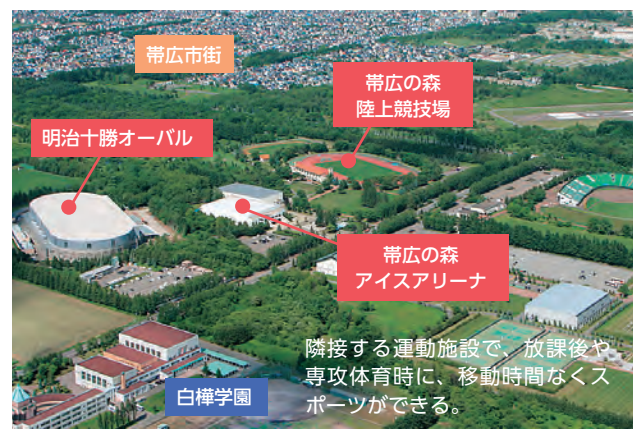 帯広市街
帯広の森
陸上競技場
明治十勝オーバル
帯広の森
アイスアリーナ
隣接する運動施設で、放課後や
専攻体育時に、移動時間なくス
ポーツができる。
白樺学園